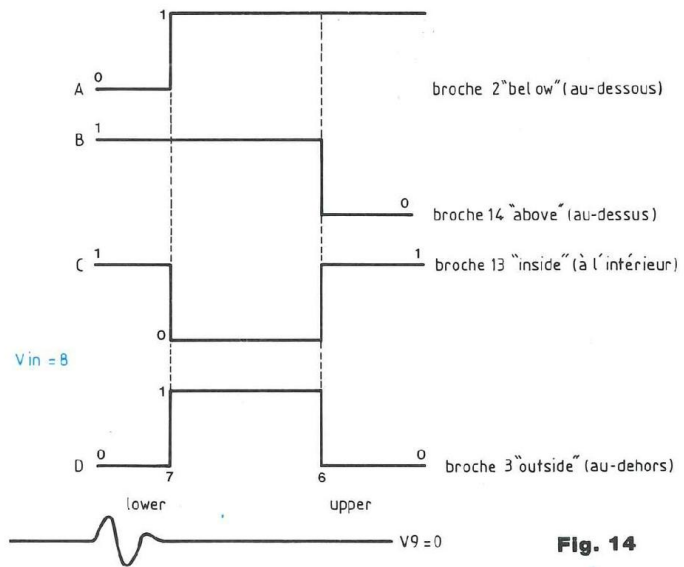 1
0
A
broche 2 "below" (au-dessous)
1
B
0
broche 14 "above" (au-dessus)
C
1
1
broche 13 "inside" (à l'intérieur)
0
Vin = 8
1
D
0
0
broche 3 "outside" (au-dehors)
7
6
lower
upper
V9 = 0
Fig. 14